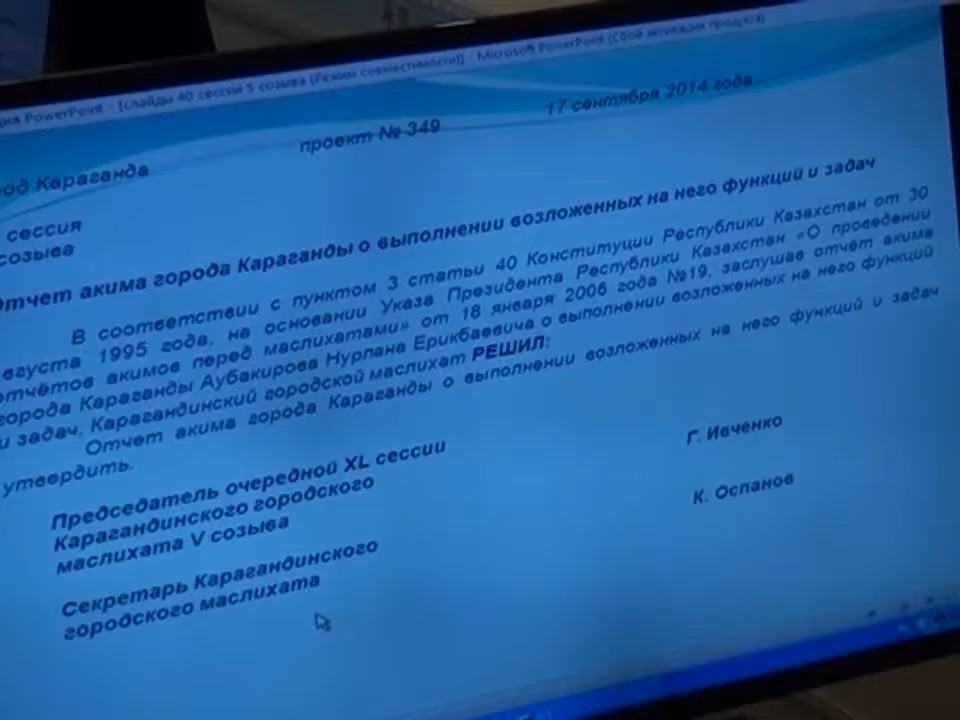 PowerPoint - [слайды 40 сессии 5 созыва [Режим совместимости]] - Microsoft PowerPoint (Сбой активации продукта)
проект № 349
17 сентября 2014 года
Караганда
сессия
созыва
Отчет акима города Караганды о выполнении возложенных на него функций и задач
В соответствии с пунктом 3 статьи 40 Конституции Республики Казахстан от 30
августа 1995 года, на основании Указа Президента Республики Казахстан «О проведении
отчётов акимов перед маслихатами» от 18 января 2006 года №19, заслушав отчёт акима
города Караганды Аубакирова Нурлана Ерикбаевича о выполнении возложенных на него функций
и задач, Карагандинский городской маслихат РЕШИЛ:
Отчет акима города Караганды о выполнении возложенных на него функций и задач
утвердить.
Председатель очередной XL сессии
Карагандинского городского
маслихата V созыва
Г. Ивченко
Секретарь Карагандинского
городского маслихата
К. Оспанов